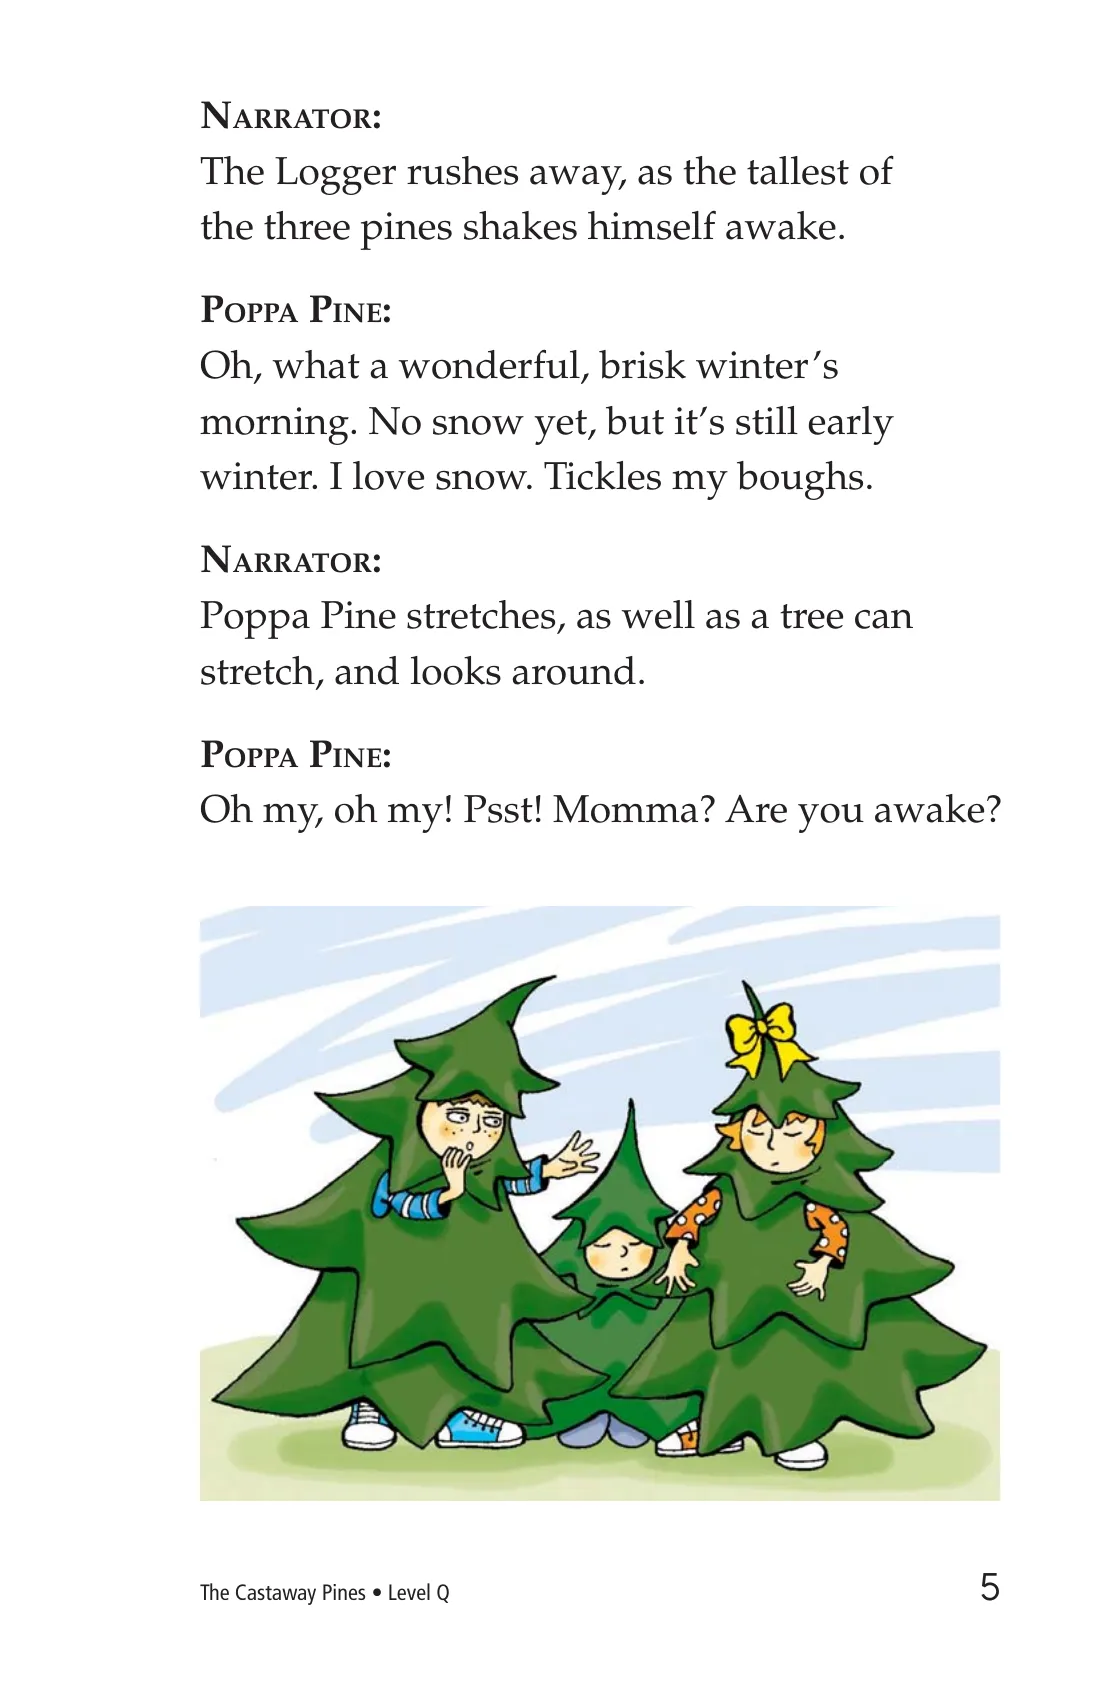 NARRATOR:
The Logger rushes away, as the tallest of
the three pines shakes himself awake.
POPPA PINE:
Oh, what a wonderful, brisk winter’s
morning. No snow yet, but it’s still early
winter. I love snow. Tickles my boughs.
NARRATOR:
Poppa Pine stretches, as well as a tree can
stretch, and looks around.
POPPA PINE:
Oh my, oh my! Psst! Momma? Are you awake?
The Castaway Pines • Level Q
5